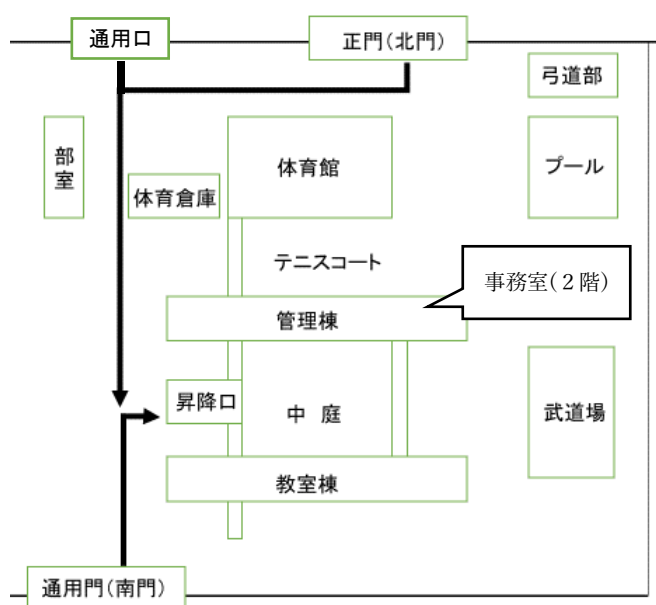 通用口
正門(北門)
弓道部
部
室
体育館
プール
体育倉庫
テニスコート
事務室(２階)
管理棟
昇降口
中 庭
武道場
教室棟
通用門(南門)